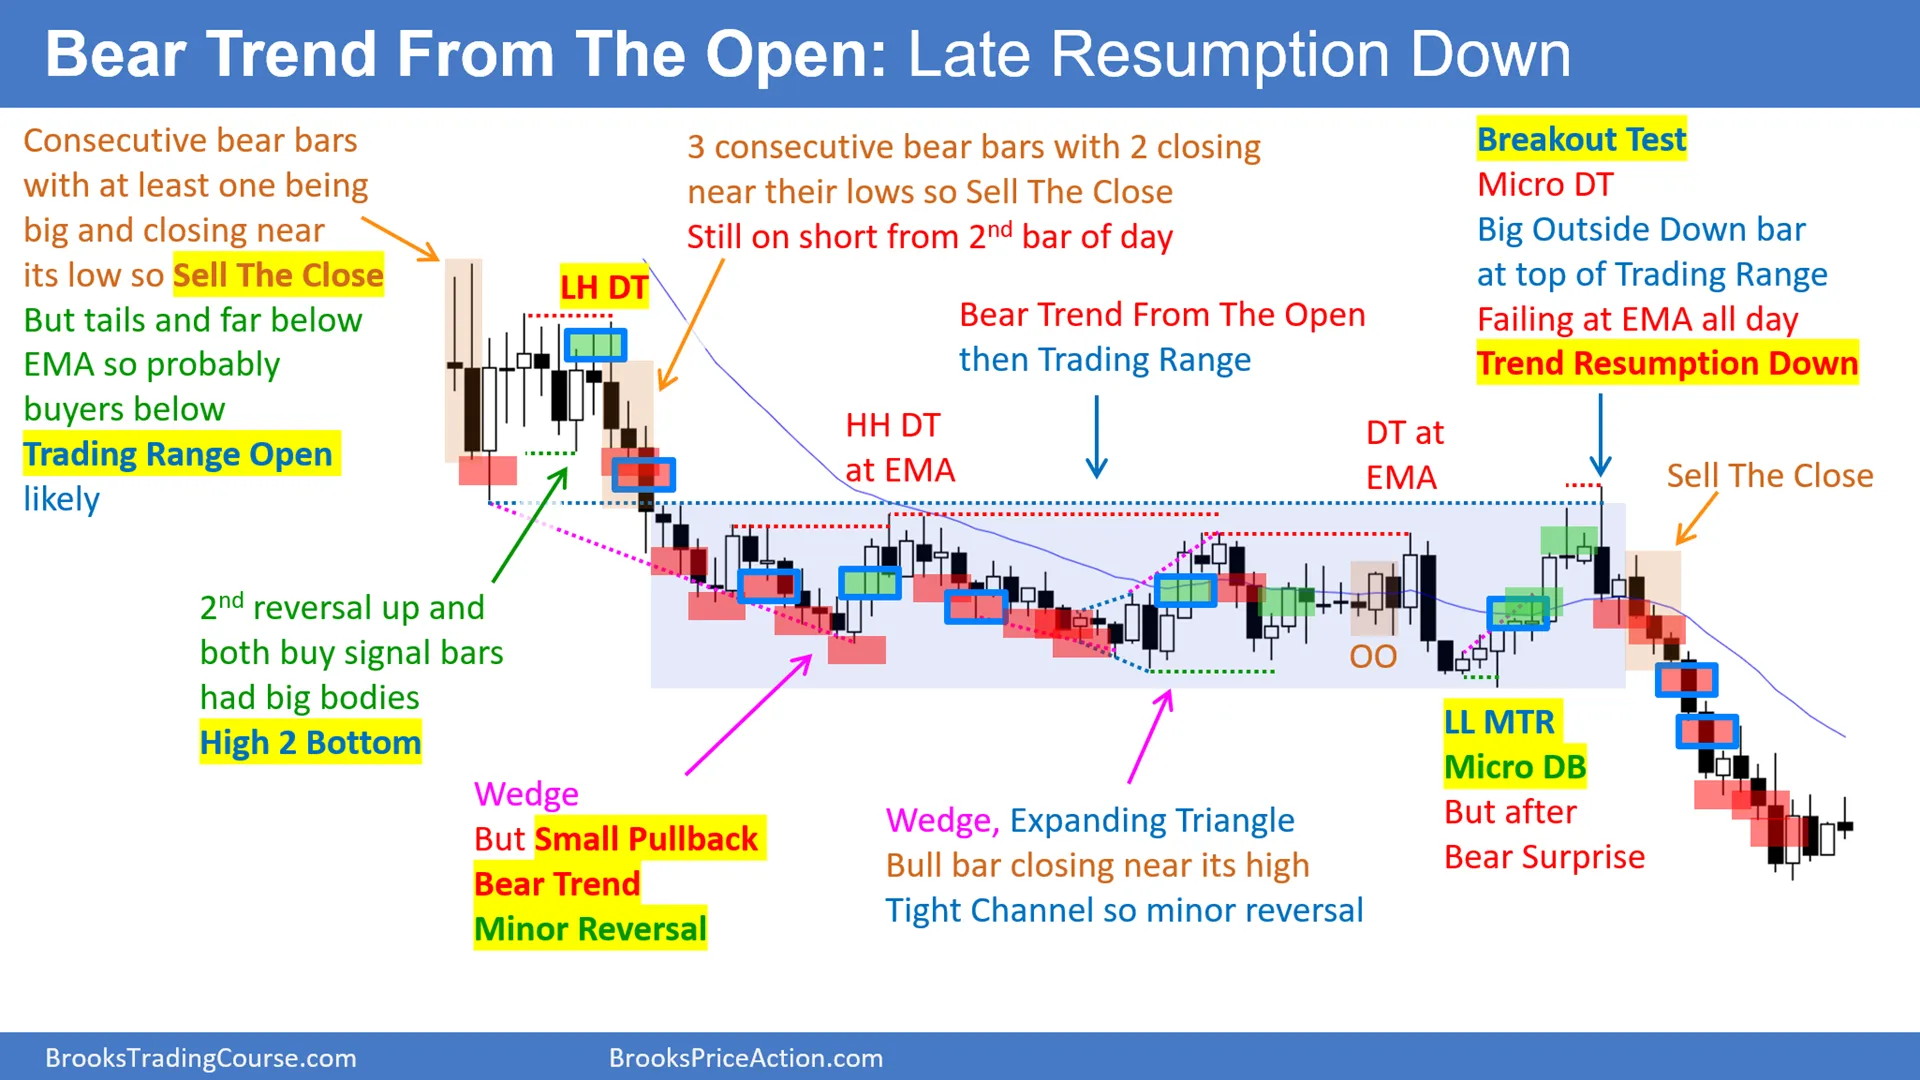 Bear Trend From The Open: Late Resumption Down
Consecutive bear bars
with at least one being
big and closing near
its low so Sell The Close
But tails and far below
EMA so probably
buyers below
Trading Range Open
likely
LH DT
3 consecutive bear bars with 2 closing
near their lows so Sell The Close
Still on short from 2nd bar of day
Bear Trend From The Open
then Trading Range
Breakout Test
Micro DT
Big Outside Down bar
at top of Trading Range
Failing at EMA all day
Trend Resumption Down
HH DT
at EMA
DT at
EMA
Sell The Close
2nd reversal up and
both buy signal bars
had big bodies
High 2 Bottom
OO
Wedge
But Small Pullback
Bear Trend
Minor Reversal
Wedge, Expanding Triangle
Bull bar closing near its high
Tight Channel so minor reversal
LL MTR
Micro DB
But after
Bear Surprise
BrooksTradingCourse.com
BrooksPriceAction.com